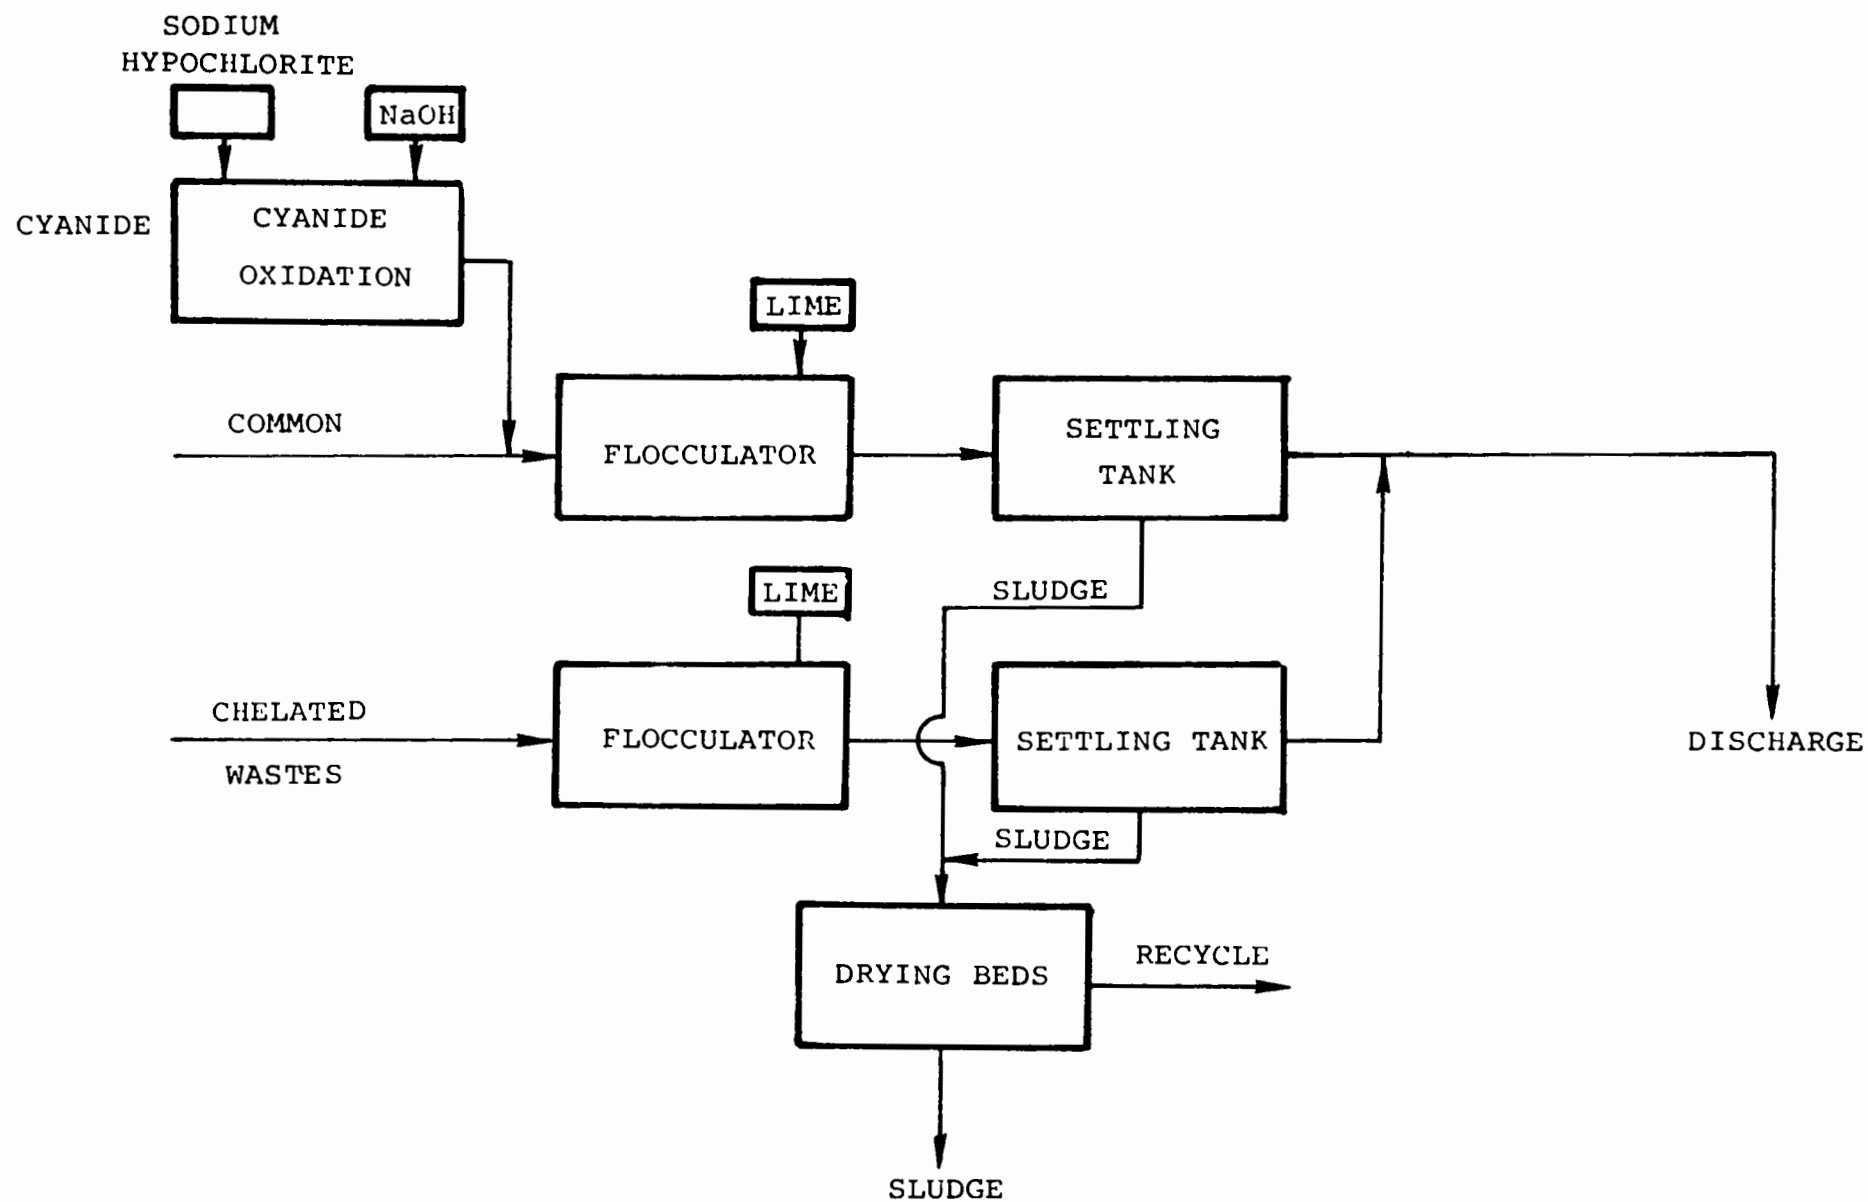 SODIUM
HYPOCHLORITE
NaOH
CYANIDE
CYANIDE
OXIDATION
LIME
COMMON
FLOCCULATOR
SETTLING
TANK
LIME
SLUDGE
CHELATED
WASTES
FLOCCULATOR
SETTLING TANK
DISCHARGE
SLUDGE
DRYING BEDS
RECYCLE
SLUDGE